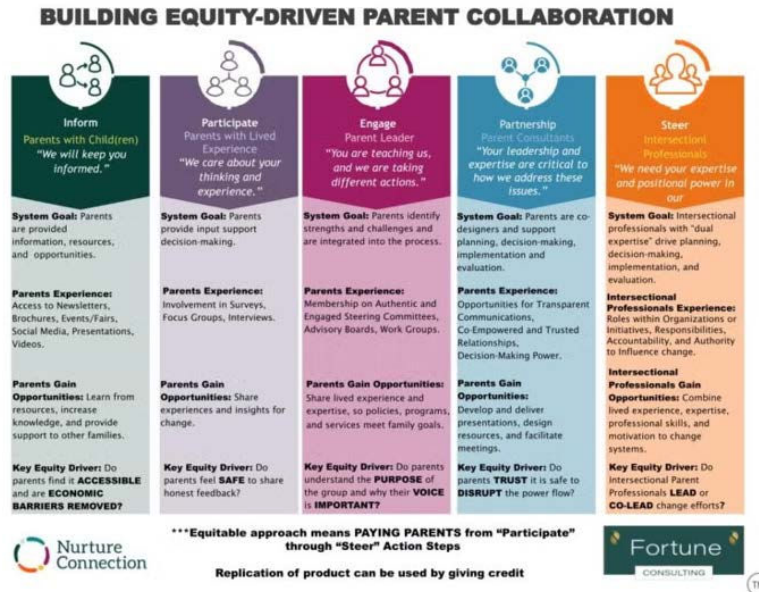 BUILDING EQUITY-DRIVEN PARENT COLLABORATION
Inform
Parents with Child(ren)
"We will keep you
informed."
System Goal: Parents
are provided
information, resources,
and opportunities.
Parents Experience:
Access to Newsletters,
Brochures, Events/Fairs,
Social Media, Presentations,
Videos.
Parents Gain
Opportunities: Learn from
resources, increase
knowledge, and provide
support to other families.
Key Equity Driver: Do
parents find it ACCESSIBLE
and are ECONOMIC
BARRIERS REMOVED?
Participate
Parents with Lived
Experience
"We care about your
thinking and
experience."
System Goal: Parents
provide input support
decision-making.
Parents Experience:
Involvement in Surveys,
Focus Groups, Interviews.
Parents Gain
Opportunities: Share
experiences and insights for
change.
Key Equity Driver: Do
parents feel SAFE to share
honest feedback?
Engage
Parent Leader
"You are teaching us,
and we are taking
different actions."
System Goal: Parents identify
strengths and challenges and
are integrated into the process.
Parents Experience:
Membership on Authentic and
Engaged Steering Committees,
Advisory Boards, Work Groups.
Parents Gain Opportunities:
Share lived experience and
expertise, so policies, programs,
and services meet family goals.
Key Equity Driver: Do parents
understand the PURPOSE of
the group and why their VOICE
is IMPORTANT?
Partnership
Parent Consultants
"Your leadership and
expertise are critical to
how we address these
issues."
System Goal: Parents are co-
designers and support
planning, decision-making,
implementation and
evaluation.
Parents Experience:
Opportunities for Transparent
Communications,
Co-Empowered and Trusted
Relationships,
Decision-Making Power.
Parents Gain
Opportunities:
Develop and deliver
presentations, design
resources, and facilitate
meetings.
Key Equity Driver: Do
parents TRUST it is safe to
DISRUPT the power flow?
Steer
Intersectionl
Professionals
"We need your expertise
and positional power in
our
System Goal: Intersectional
professionals with "dual
expertise" drive planning,
decision-making,
implementation, and
evaluation.
Intersectional
Professionals Experience:
Roles within Organizations or
Initiatives, Responsibilities,
Accountability, and Authority
to Influence change.
Intersectional
Professionals Gain
Opportunities: Combine
lived experience, expertise,
professional skills, and
motivation to change
systems.
Key Equity Driver: Do
Intersectional Parent
Professionals LEAD or
CO-LEAD change efforts?
Nurture
Connection
***Equitable approach means PAYING PARENTS from "Participate"
through "Steer" Action Steps
Replication of product can be used by giving credit
Fortune
CONSULTING